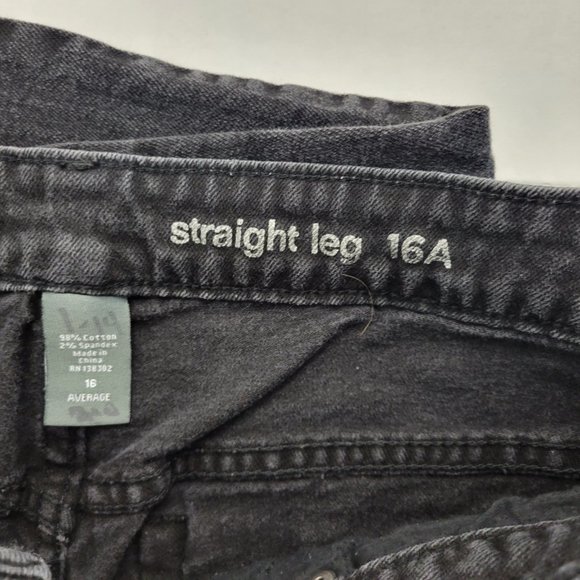 straight leg 16A
98% Cotton
2% Spandex
Made in
China
RN 138302
16
AVERAGE